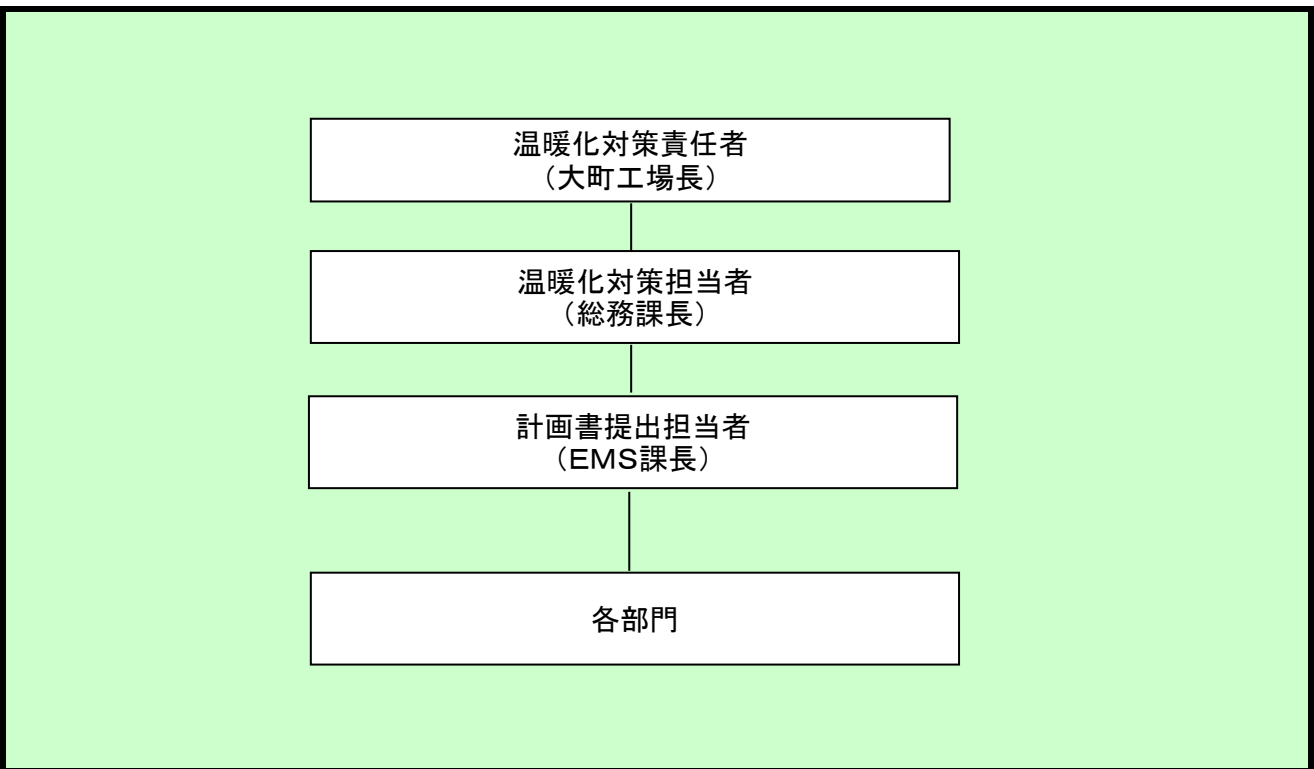 温暖化対策責任者
（大町工場長）
温暖化対策担当者
（総務課長）
計画書提出担当者
（EMS課長）
各部門